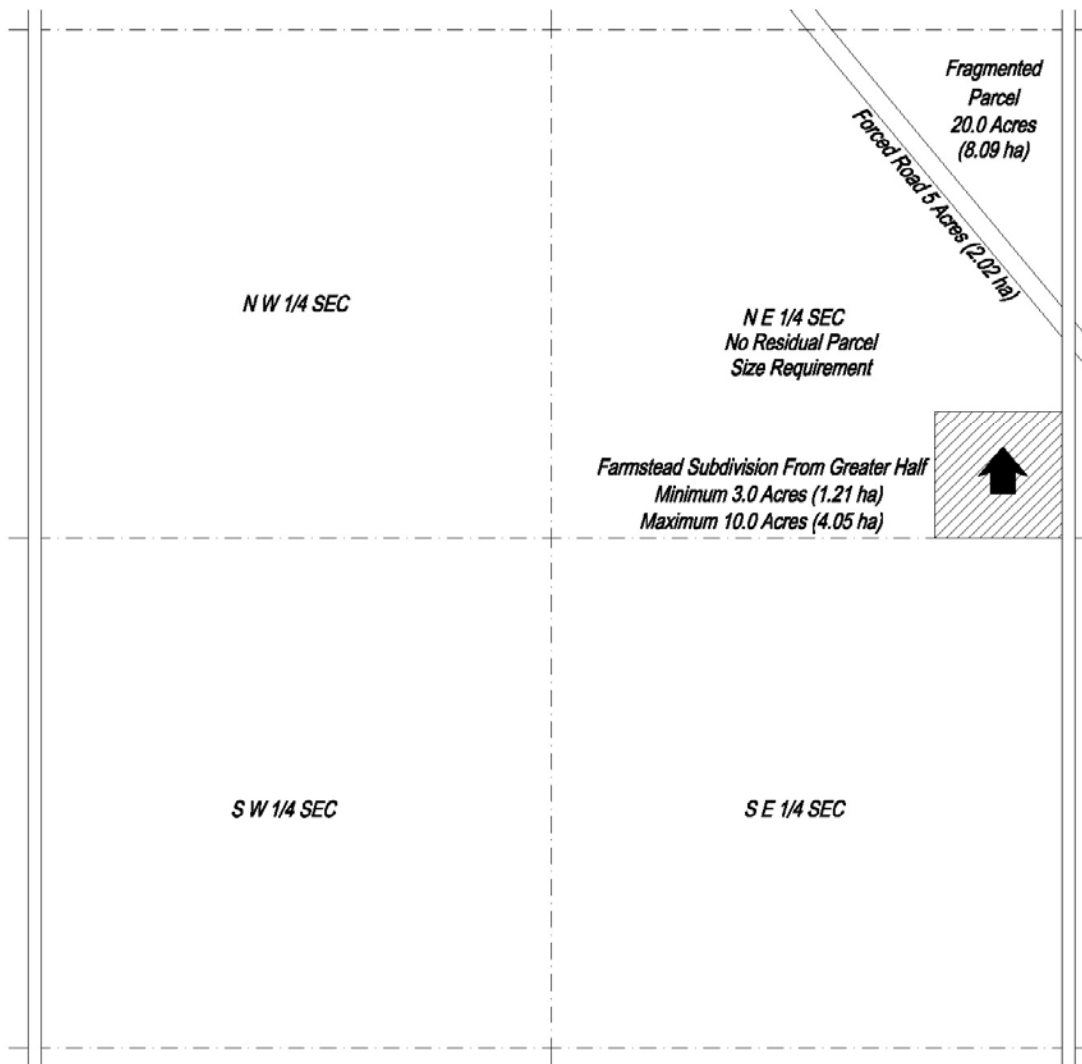 Fragmented
Parcel
20.0 Acres
(8.09 ha)
Forced Road 5 Acres (2.02 ha)
N W 1/4 SEC
N E 1/4 SEC
No Residual Parcel
Size Requirement
Farmstead Subdivision From Greater Half
Minimum 3.0 Acres (1.21 ha)
Maximum 10.0 Acres (4.05 ha)
S W 1/4 SEC
S E 1/4 SEC